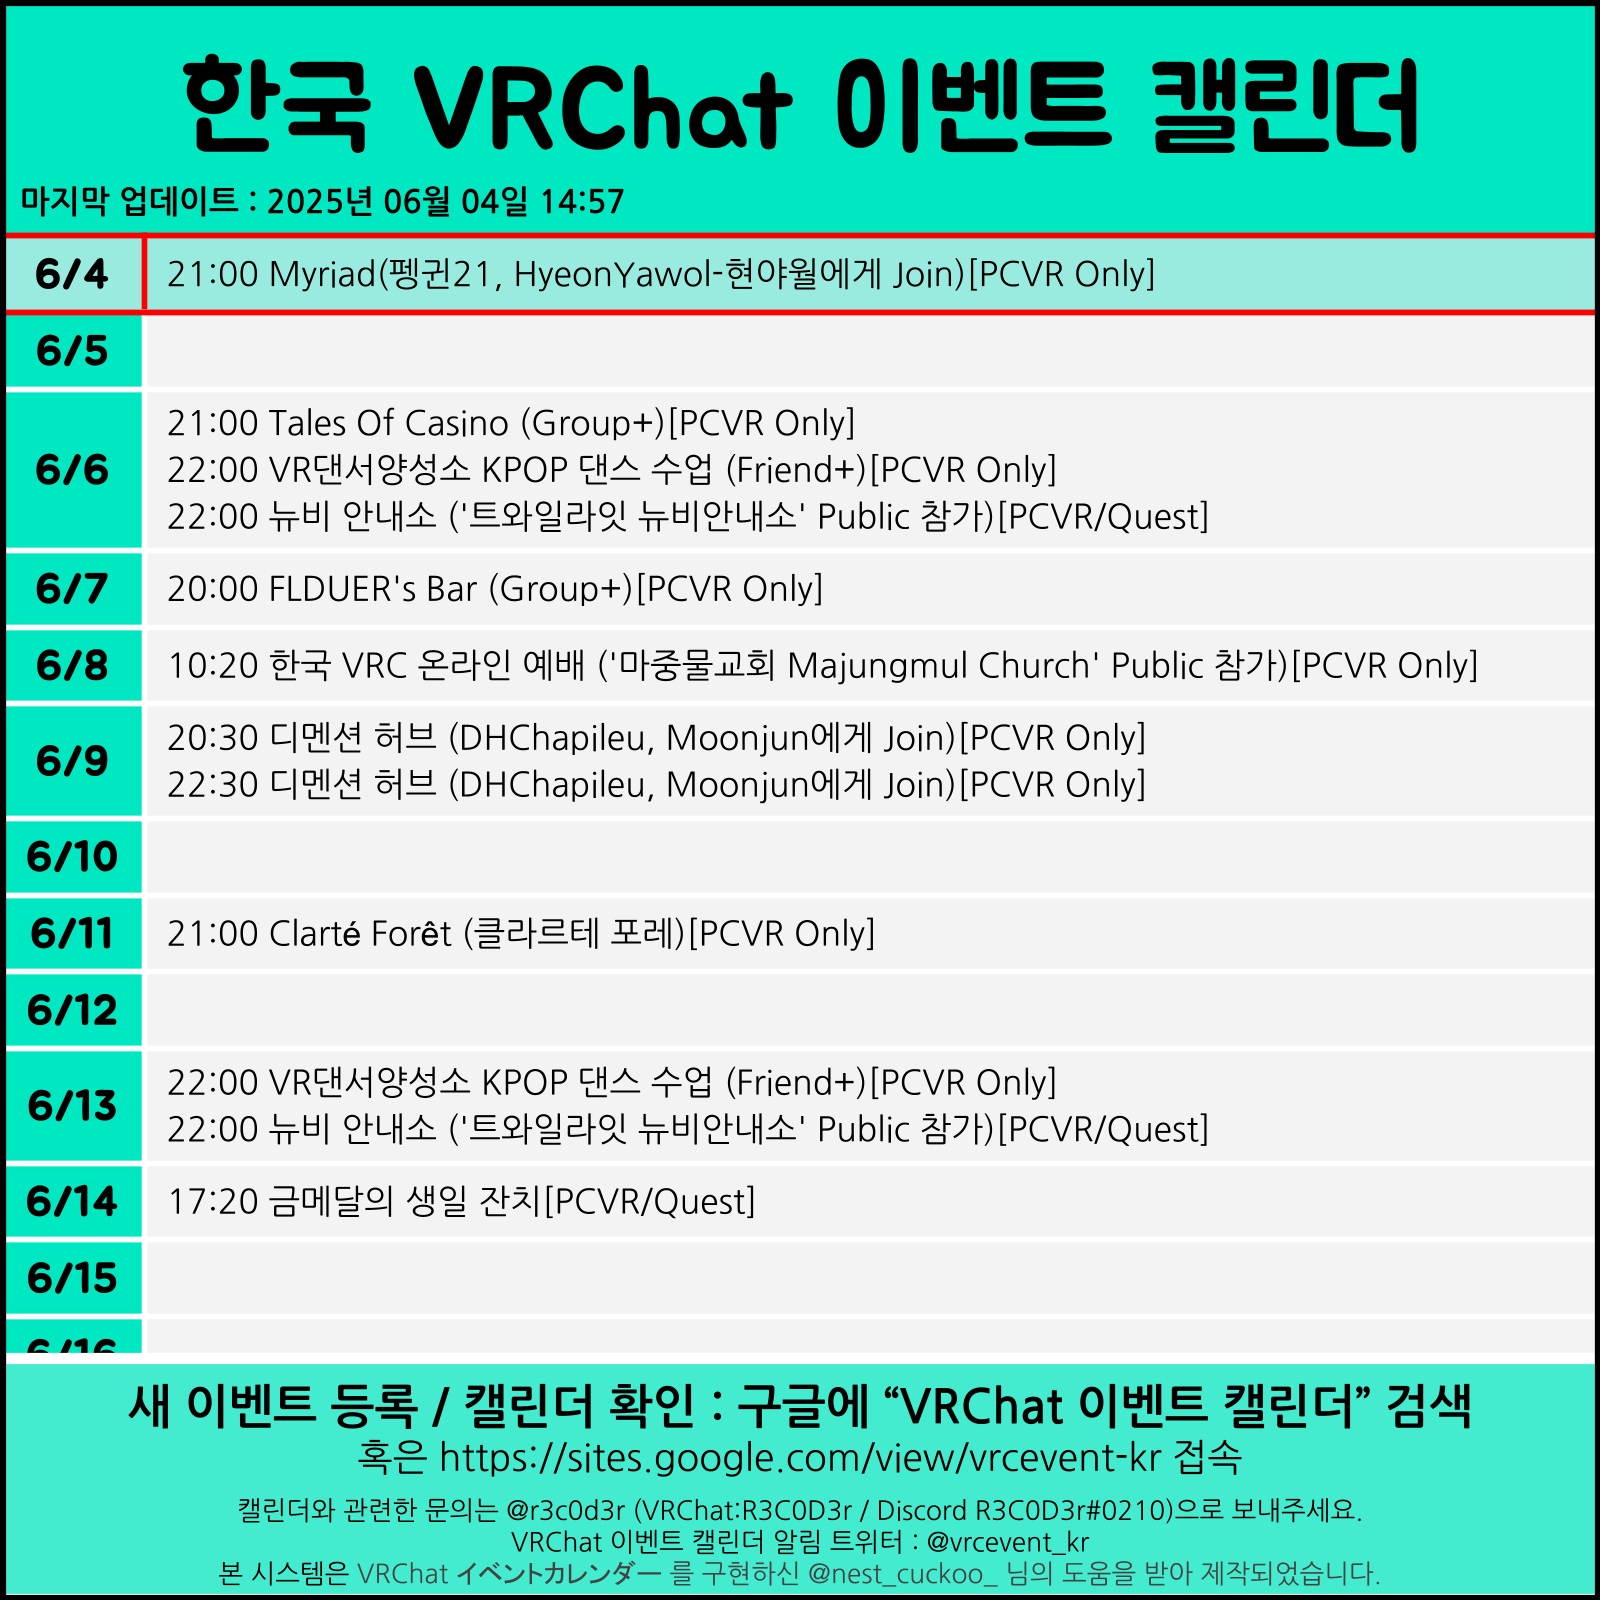 한국 VRChat 이벤트 캘린더
마지막 업데이트 : 2025년 06월 04일 14:57
6/4
21:00 Myriad(펭귄21, HyeonYawol-현야월에게 Join)[PCVR Only]
6/5
6/6
21:00 Tales Of Casino (Group+)[PCVR Only]
22:00 VR댄서양성소 KPOP 댄스 수업 (Friend+)[PCVR Only]
22:00 뉴비 안내소 ('트와일라잇 뉴비안내소' Public 참가)[PCVR/Quest]
6/7
20:00 FLDUER's Bar (Group+)[PCVR Only]
6/8
10:20 한국 VRC 온라인 예배 ('마중물교회 Majungmul Church' Public 참가)[PCVR Only]
6/9
20:30 디멘션 허브 (DHChapileu, Moonjun에게 Join)[PCVR Only]
22:30 디멘션 허브 (DHChapileu, Moonjun에게 Join)[PCVR Only]
6/10
6/11
21:00 Clarté Forêt (클라르테 포레)[PCVR Only]
6/12
6/13
22:00 VR댄서양성소 KPOP 댄스 수업 (Friend+)[PCVR Only]
22:00 뉴비 안내소 ('트와일라잇 뉴비안내소' Public 참가)[PCVR/Quest]
6/14
17:20 금메달의 생일 잔치[PCVR/Quest]
6/15
6/16
새 이벤트 등록 / 캘린더 확인 : 구글에 “VRChat 이벤트 캘린더” 검색
혹은 https://sites.google.com/view/vrcevent-kr 접속
캘린더와 관련한 문의는 @r3c0d3r (VRChat:R3C0D3r / Discord R3C0D3r#0210)으로 보내주세요.
VRChat 이벤트 캘린더 알림 트위터 : @vrcevent_kr
본 시스템은 VRChat イベントカレンダー 를 구현하신 @nest_cuckoo_ 님의 도움을 받아 제작되었습니다.